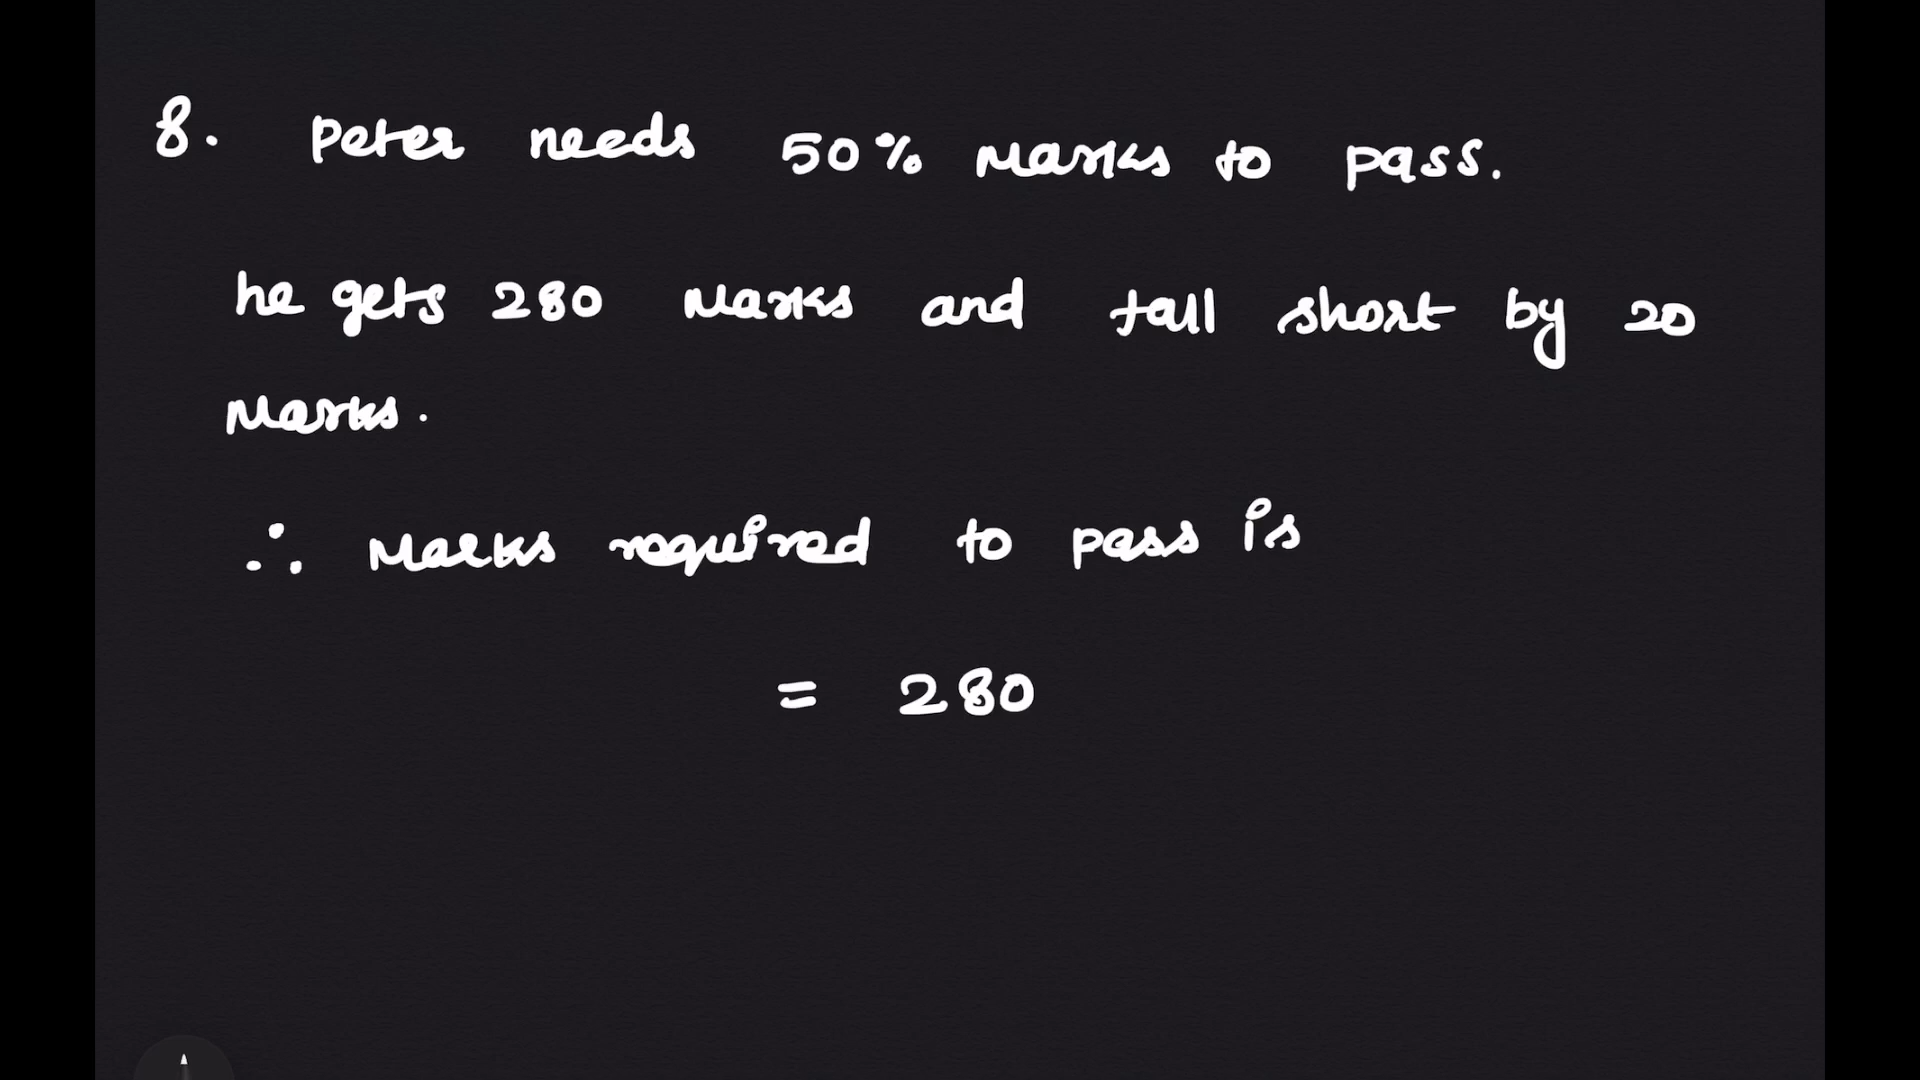 8. Peter needs 50% Marks to pass.
he gets 280 Marks and fall short by 20
Marks.
∴ Marks required to pass is
= 280